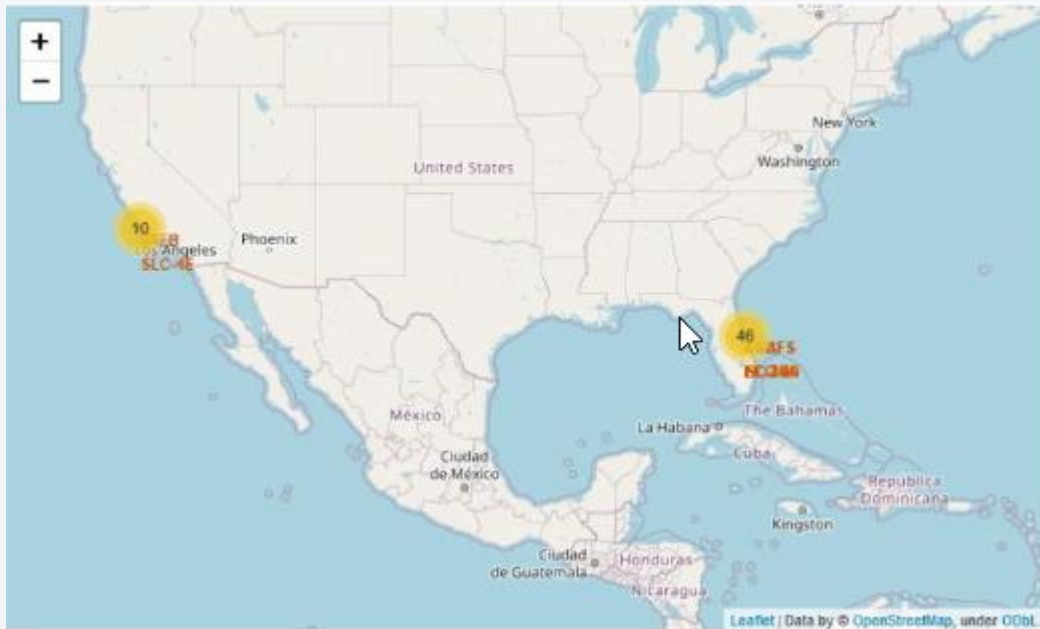 +
−
New York
Washington
United States
10
Los Angeles
SLC-4E
Phoenix
46
México
The Bahamas
La Habana
Cuba
Ciudad
de México
República
Dominicana
Kingston
Ciudad
de Guatemala
Honduras
Nicaragua
Leaflet | Data by © OpenStreetMap, under ODbL.